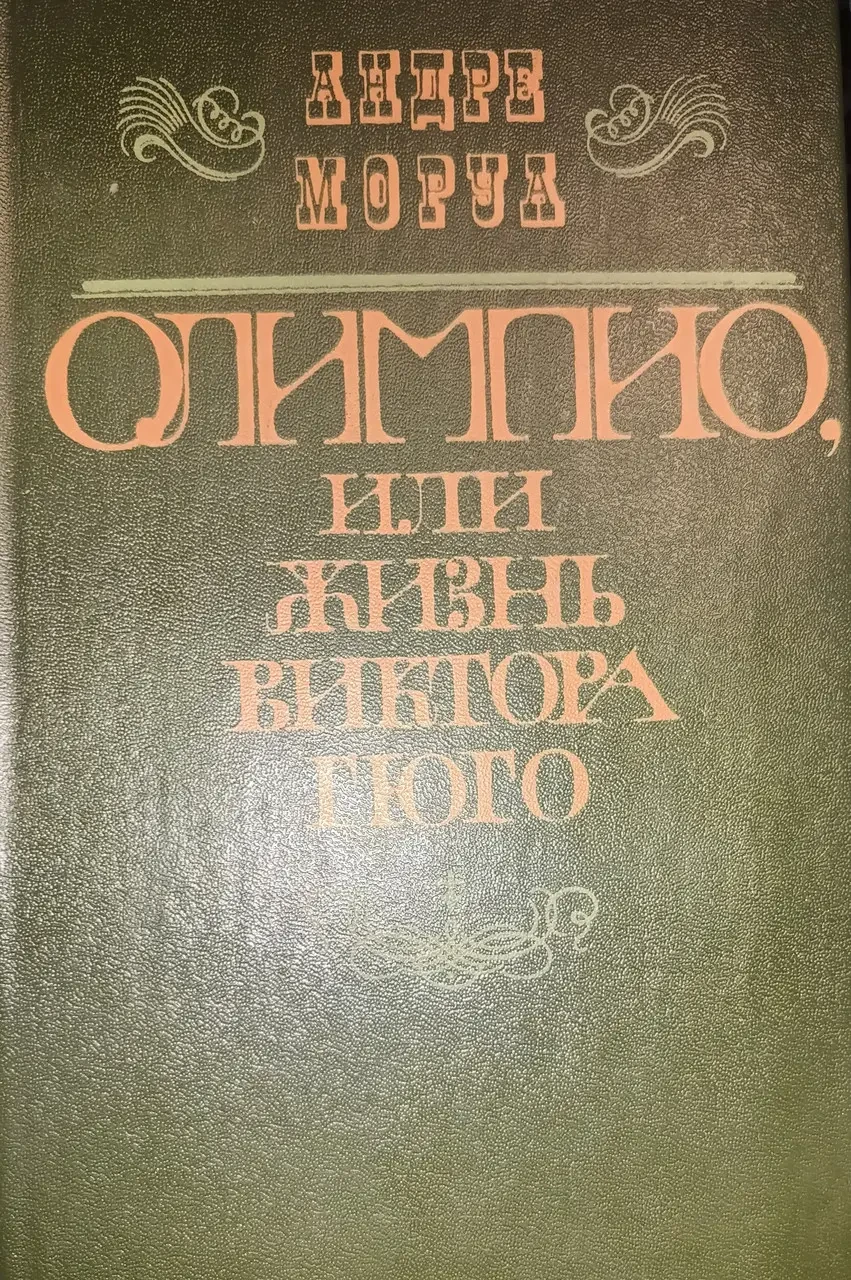 АНДРЕ
МОРУА
ОЛИМПИО,
ИЛИ
ЖИЗНЬ
ВИКТОРА
ГЮГО